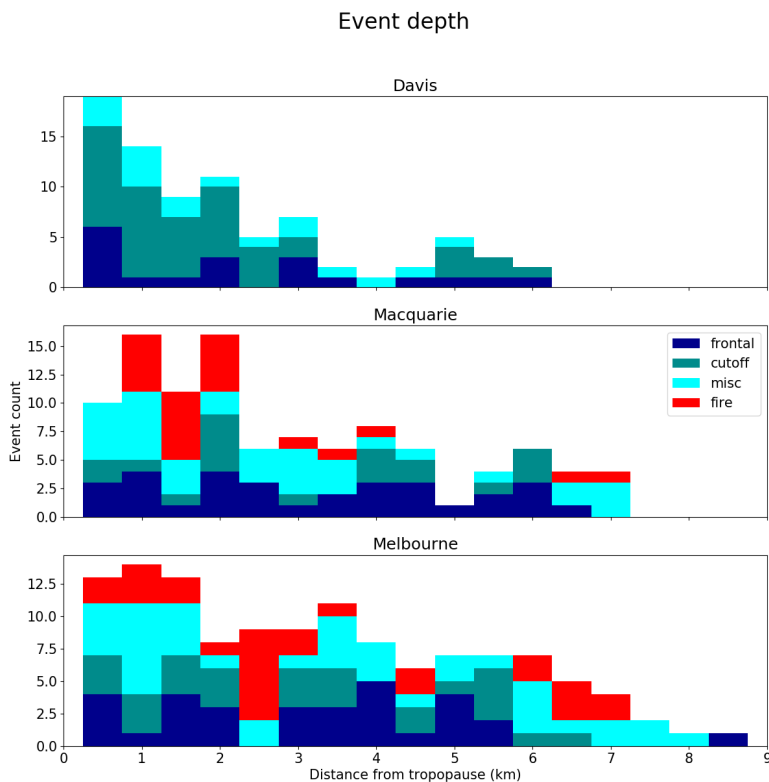 Event depth
Davis
15
10
5
0
Macquarie
15.0
12.5
10.0
7.5
5.0
2.5
0.0
Event count
frontal
cutoff
misc
fire
Melbourne
12.5
10.0
7.5
5.0
2.5
0.0
0 1 2 3 4 5 6 7 8 9
Distance from tropopause (km)